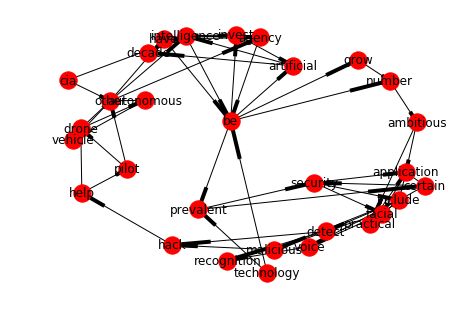 intelligence
invest
agency
have
decade
artificial
grow
cia
number
other
autonomous
be
ambitious
drone
vehicle
pilot
application
security
certain
help
include
prevalent
facial
practical
detect
hack
malicious
voice
recognition
technology